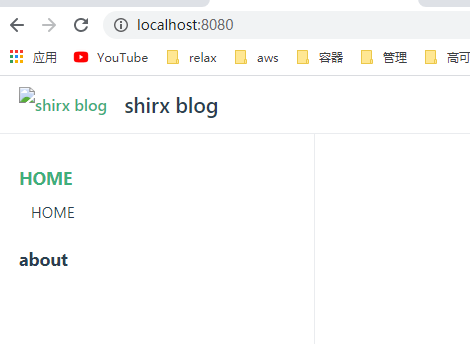 localhost:8080
应用 YouTube relax aws 容器 管理 高可
shirx blog shirx blog
HOME
HOME
about